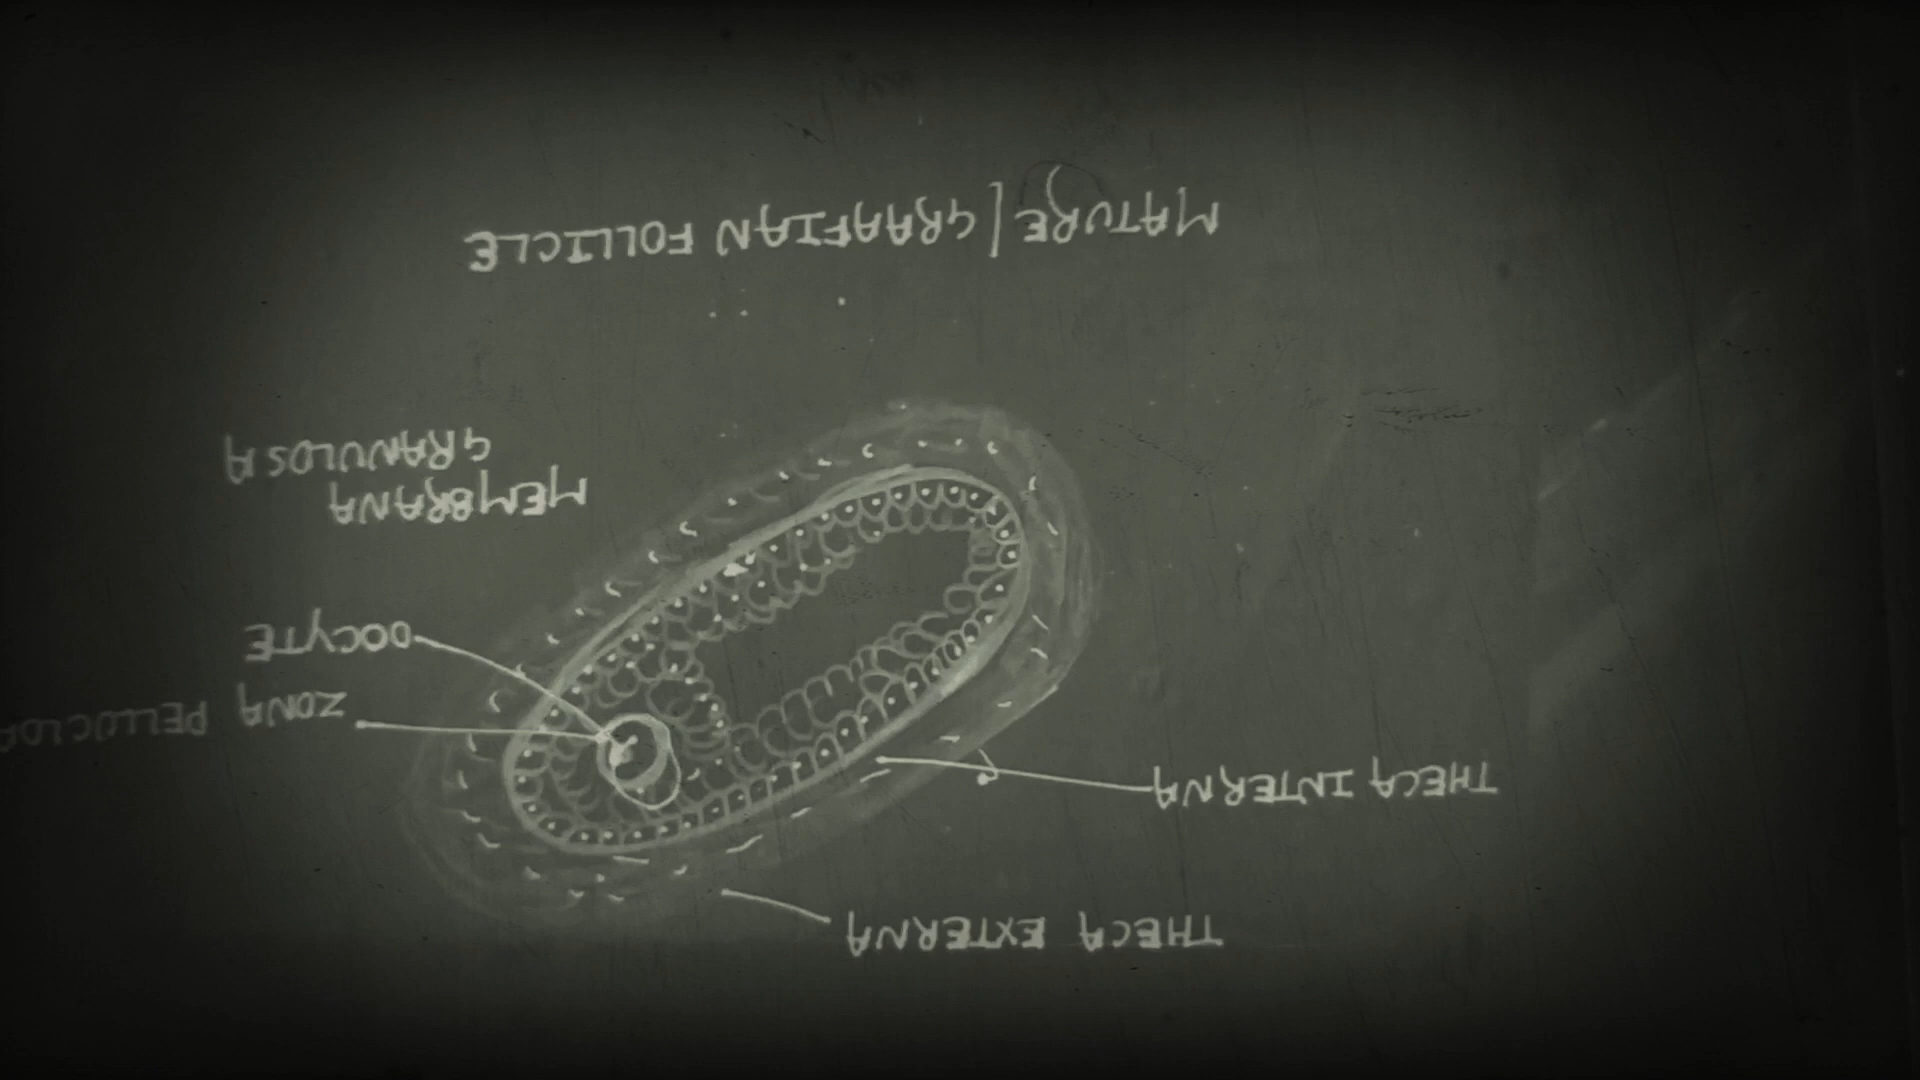 THECA EXTERNA
THECA INTERNA
ZONA PELLUCIDA
OOCYTE
MEMBRANA
GRANULOSA
MATURE/GRAAFIAN FOLLICLE